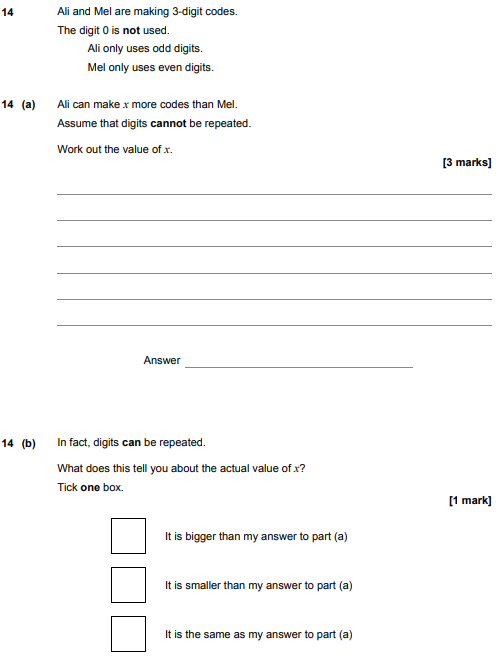 14 Ali and Mel are making 3-digit codes.
The digit 0 is not used.
Ali only uses odd digits.
Mel only uses even digits.
14 (a) Ali can make x more codes than Mel.
Assume that digits cannot be repeated.
Work out the value of x.
[3 marks]
Answer
14 (b) In fact, digits can be repeated.
What does this tell you about the actual value of x?
Tick one box.
[1 mark]
It is bigger than my answer to part (a)
It is smaller than my answer to part (a)
It is the same as my answer to part (a)